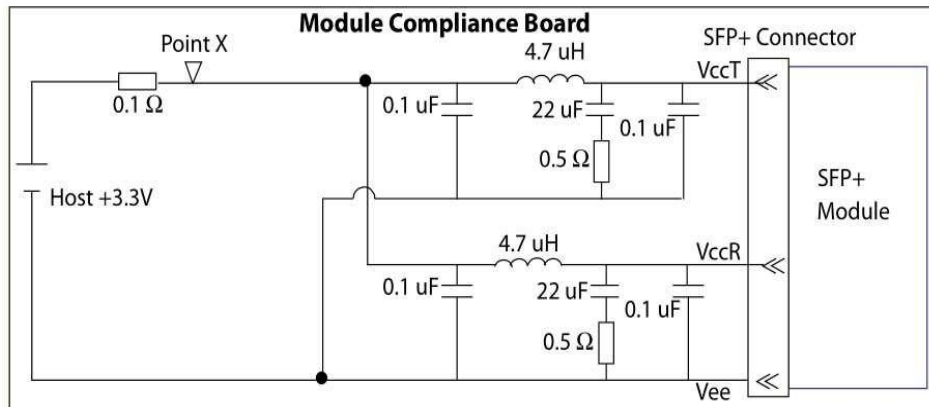 Module Compliance Board
Point X
4.7 uH
SFP+ Connector
VccT
0.1 Ω
0.1 uF
22 uF
0.1 uF
0.5 Ω
Host +3.3V
SFP+
Module
4.7 uH
VccR
0.1 uF
22 uF
0.1 uF
0.5 Ω
Vee